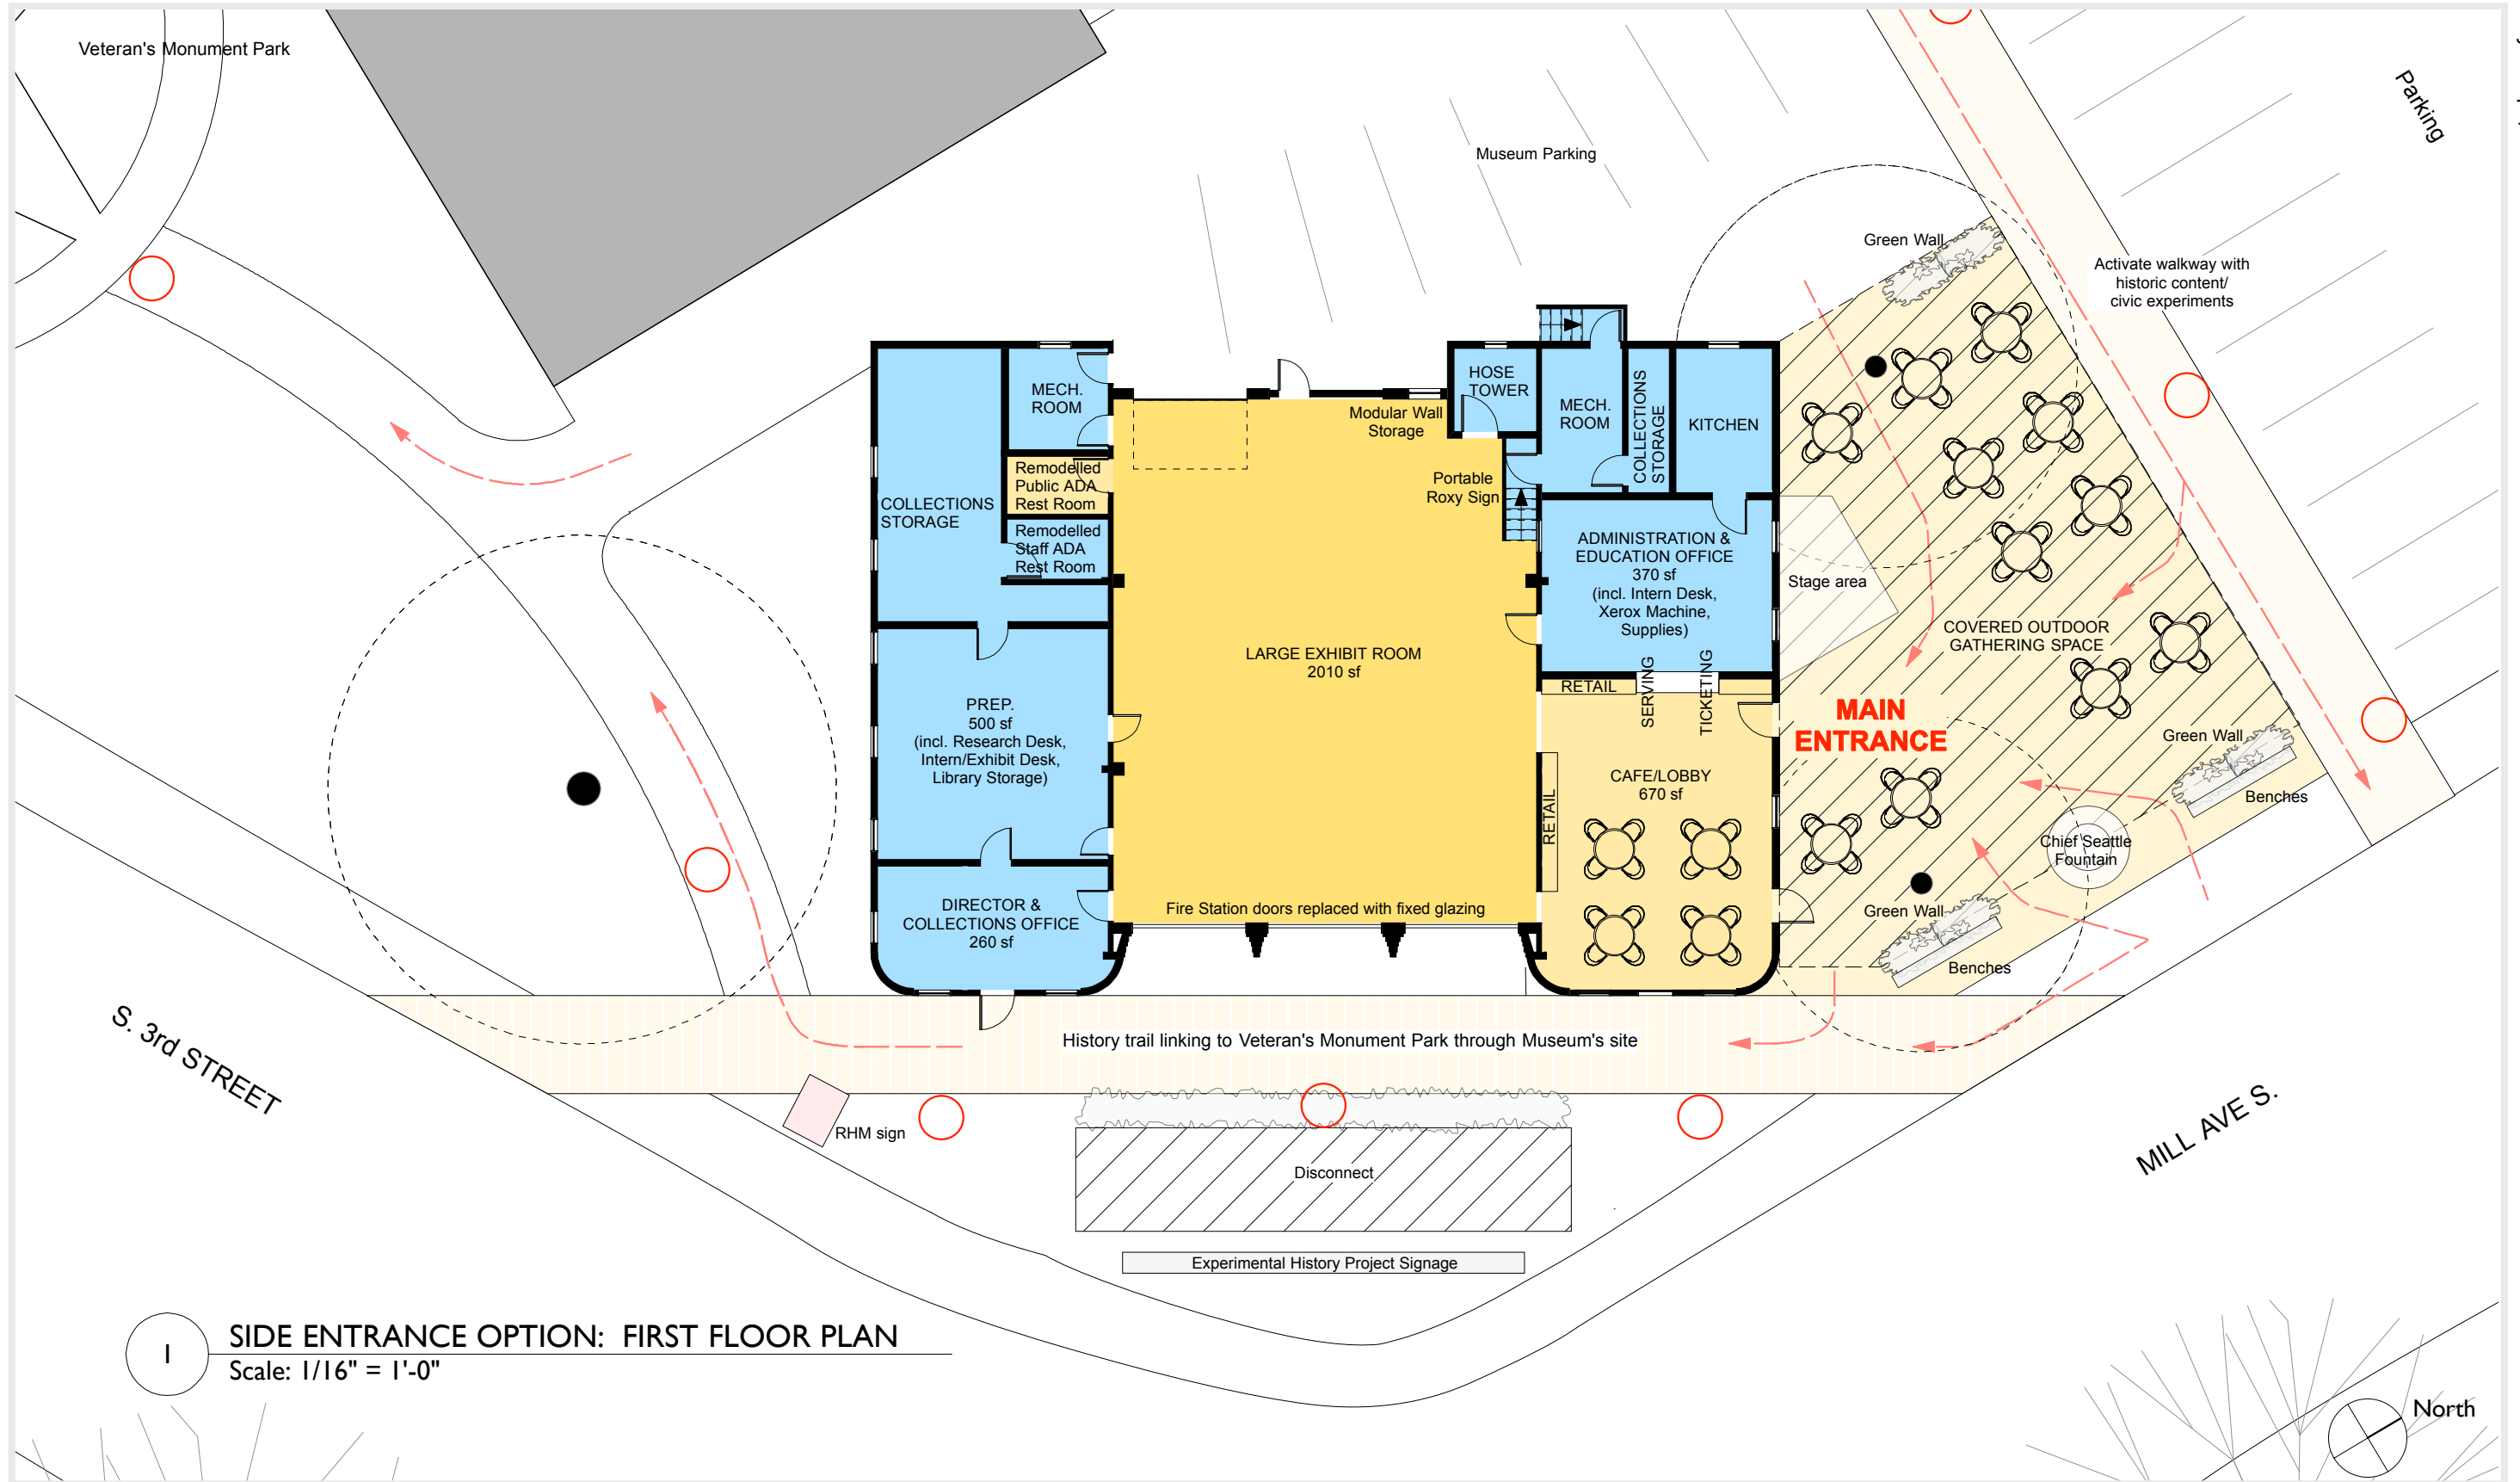 Veteran's Monument Park
Parking
Museum Parking
Green Wall
Activate walkway with
historic content/
civic experiments
MECH.
ROOM
HOSE
TOWER
Modular Wall
Storage
MECH.
ROOM
COLLECTIONS
STORAGE
KITCHEN
Remodelled
Public ADA
Rest Room
Portable
Roxy Sign
COLLECTIONS
STORAGE
Remodelled
Staff ADA
Rest Room
ADMINISTRATION &
EDUCATION OFFICE
370 sf
(incl. Intern Desk,
Xerox Machine,
Supplies)
Stage area
COVERED OUTDOOR
GATHERING SPACE
LARGE EXHIBIT ROOM
2010 sf
RETAIL
SERVING
TICKETING
PREP.
500 sf
(incl. Research Desk,
Intern/Exhibit Desk,
Library Storage)
MAIN
ENTRANCE
Green Wall
Benches
CAFE/LOBBY
670 sf
RETAIL
Chief Seattle
Fountain
DIRECTOR &
COLLECTIONS OFFICE
260 sf
Fire Station doors replaced with fixed glazing
Green Wall
Benches
S. 3rd STREET
History trail linking to Veteran's Monument Park through Museum's site
MILL AVE S.
RHM sign
Disconnect
Experimental History Project Signage
1
SIDE ENTRANCE OPTION: FIRST FLOOR PLAN
Scale: 1/16" = 1'-0"
North